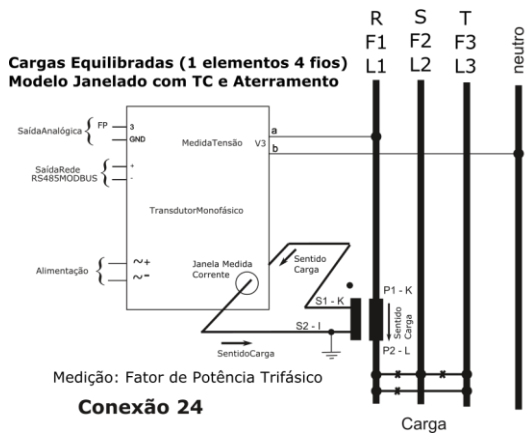 R S T
F1 F2 F3
L1 L2 L3
neutro
Cargas Equilibradas (1 elementos 4 fios)
Modelo Janelado com TC e Aterramento
SaídaAnalógica
FP
3
GND
MedidaTensão V3
a
b
SaídaRede
RS485MODBUS
+
-
TransdutorMonofásico
Alimentação
~+
~-
Janela Medida
Corrente
Sentido
Carga
S1 - K
S2 - l
SentidoCarga
P1 - K
Sentido
Carga
P2 - L
Medição: Fator de Potência Trifásico
Conexão 24
Carga